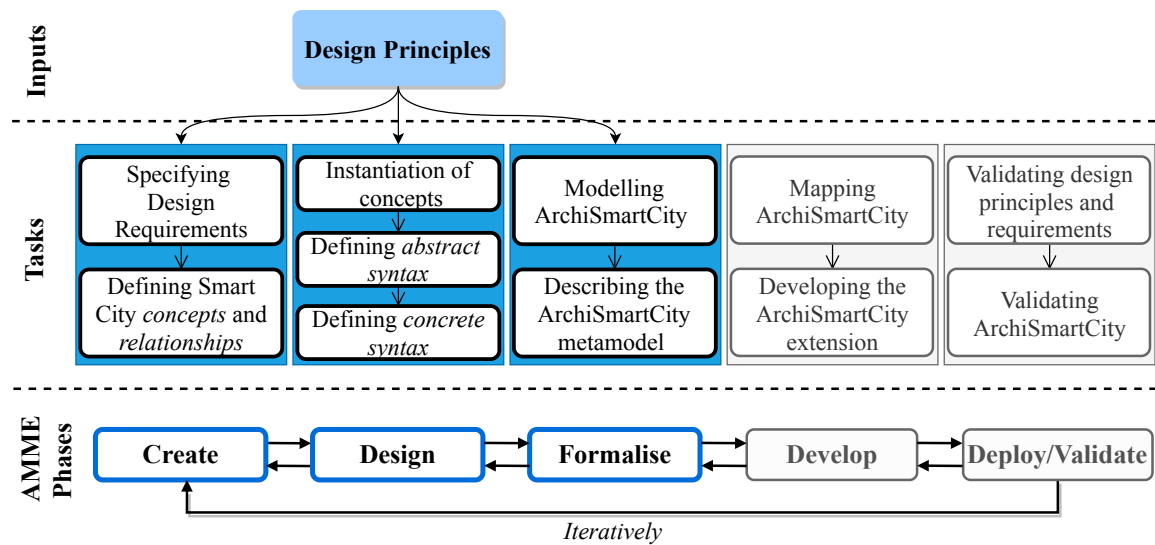 Inputs
Design Principles
Tasks
Specifying
Design
Requirements
Defining Smart
City concepts and
relationships
Instantiation of
concepts
Defining abstract
syntax
Defining concrete
syntax
Modelling
ArchiSmartCity
Describing the
ArchiSmartCity
metamodel
Mapping
ArchiSmartCity
Developing the
ArchiSmartCity
extension
Validating design
principles and
requirements
Validating
ArchiSmartCity
AMME
Phases
Create
Design
Formalise
Develop
Deploy/Validate
Iteratively